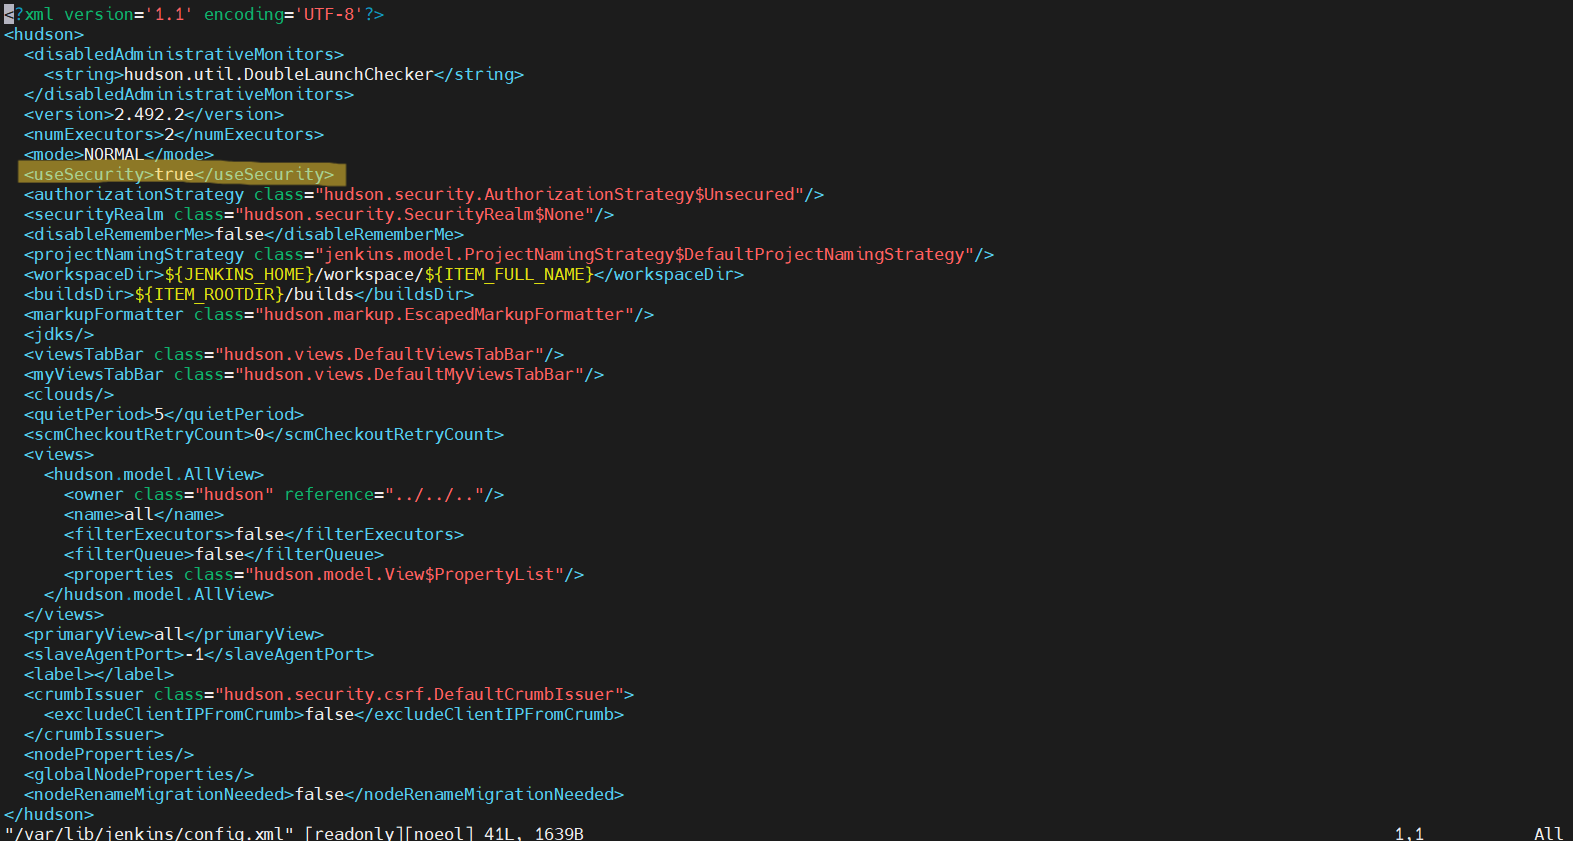 <?xml version='1.1' encoding='UTF-8'?>
<hudson>
  <disabledAdministrativeMonitors>
    <string>hudson.util.DoubleLaunchChecker</string>
  </disabledAdministrativeMonitors>
  <version>2.492.2</version>
  <numExecutors>2</numExecutors>
  <mode>NORMAL</mode>
  <useSecurity>true</useSecurity>
  <authorizationStrategy class="hudson.security.AuthorizationStrategy$Unsecured"/>
  <securityRealm class="hudson.security.SecurityRealm$None"/>
  <disableRememberMe>false</disableRememberMe>
  <projectNamingStrategy class="jenkins.model.ProjectNamingStrategy$DefaultProjectNamingStrategy"/>
  <workspaceDir>${JENKINS_HOME}/workspace/${ITEM_FULL_NAME}</workspaceDir>
  <buildsDir>${ITEM_ROOTDIR}/builds</buildsDir>
  <markupFormatter class="hudson.markup.EscapedMarkupFormatter"/>
  <jdks/>
  <viewsTabBar class="hudson.views.DefaultViewsTabBar"/>
  <myViewsTabBar class="hudson.views.DefaultMyViewsTabBar"/>
  <clouds/>
  <quietPeriod>5</quietPeriod>
  <scmCheckoutRetryCount>0</scmCheckoutRetryCount>
  <views>
    <hudson.model.AllView>
      <owner class="hudson" reference="../../.."/>
      <name>all</name>
      <filterExecutors>false</filterExecutors>
      <filterQueue>false</filterQueue>
      <properties class="hudson.model.View$PropertyList"/>
    </hudson.model.AllView>
  </views>
  <primaryView>all</primaryView>
  <slaveAgentPort>-1</slaveAgentPort>
  <label></label>
  <crumbIssuer class="hudson.security.csrf.DefaultCrumbIssuer">
    <excludeClientIPFromCrumb>false</excludeClientIPFromCrumb>
  </crumbIssuer>
  <nodeProperties/>
  <globalNodeProperties/>
  <nodeRenameMigrationNeeded>false</nodeRenameMigrationNeeded>
</hudson>
"/var/lib/jenkins/config.xml" [readonly][noeol] 41L, 1639B 1,1 All